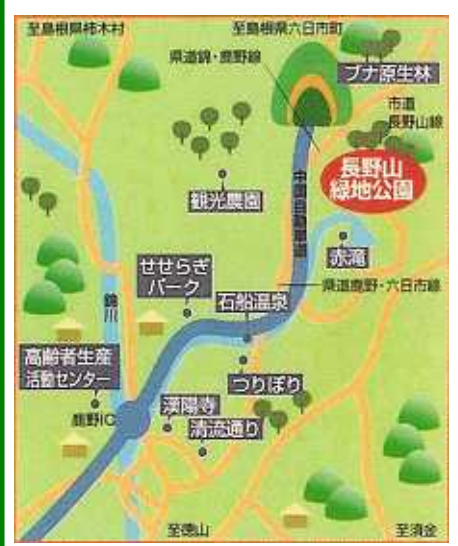 至島根県柿木村
至島根県六日市町
県道錦・鹿野線
ブナ原生林
市道
長野山線
長野山
緑地公園
中国自動車道
観光農園
赤滝
せせらぎ
パーク
石船温泉
県道鹿野・六日市線
錦川
高齢者生産
活動センター
つりぼり
鹿野IC
漢陽寺
清流通り
至徳山
至須金